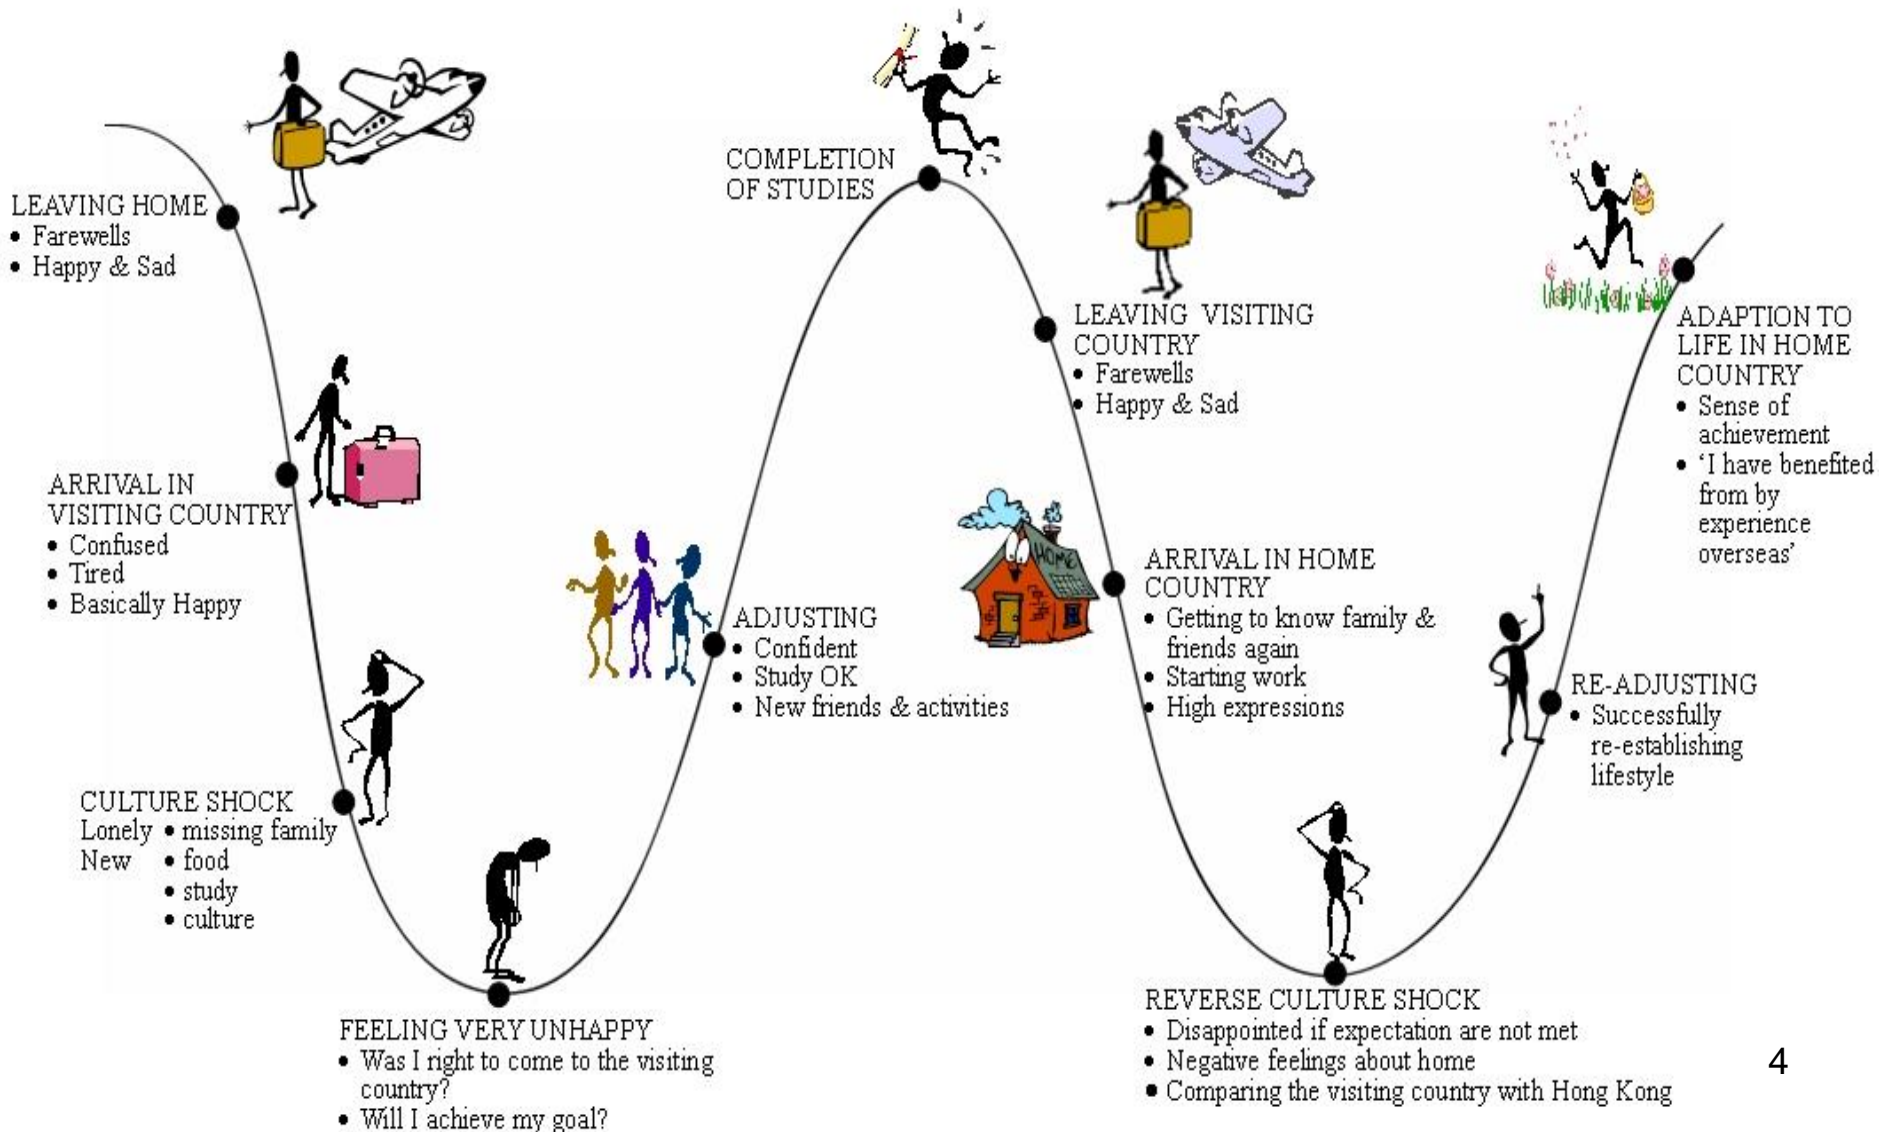 LEAVING HOME
• Farewells
• Happy & Sad
ARRIVAL IN
VISITING COUNTRY
• Confused
• Tired
• Basically Happy
CULTURE SHOCK
Lonely • missing family
New • food
• study
• culture
FEELING VERY UNHAPPY
• Was I right to come to the visiting
country?
• Will I achieve my goal?
ADJUSTING
• Confident
• Study OK
• New friends & activities
COMPLETION
OF STUDIES
LEAVING VISITING
COUNTRY
• Farewells
• Happy & Sad
HOME
ARRIVAL IN HOME
COUNTRY
• Getting to know family &
friends again
• Starting work
• High expressions
REVERSE CULTURE SHOCK
• Disappointed if expectation are not met
• Negative feelings about home
• Comparing the visiting country with Hong Kong
RE-ADJUSTING
• Successfully
re-establishing
lifestyle
ADAPTION TO
LIFE IN HOME
COUNTRY
• Sense of
achievement
• ‘I have benefited
from by
experience
overseas’
4